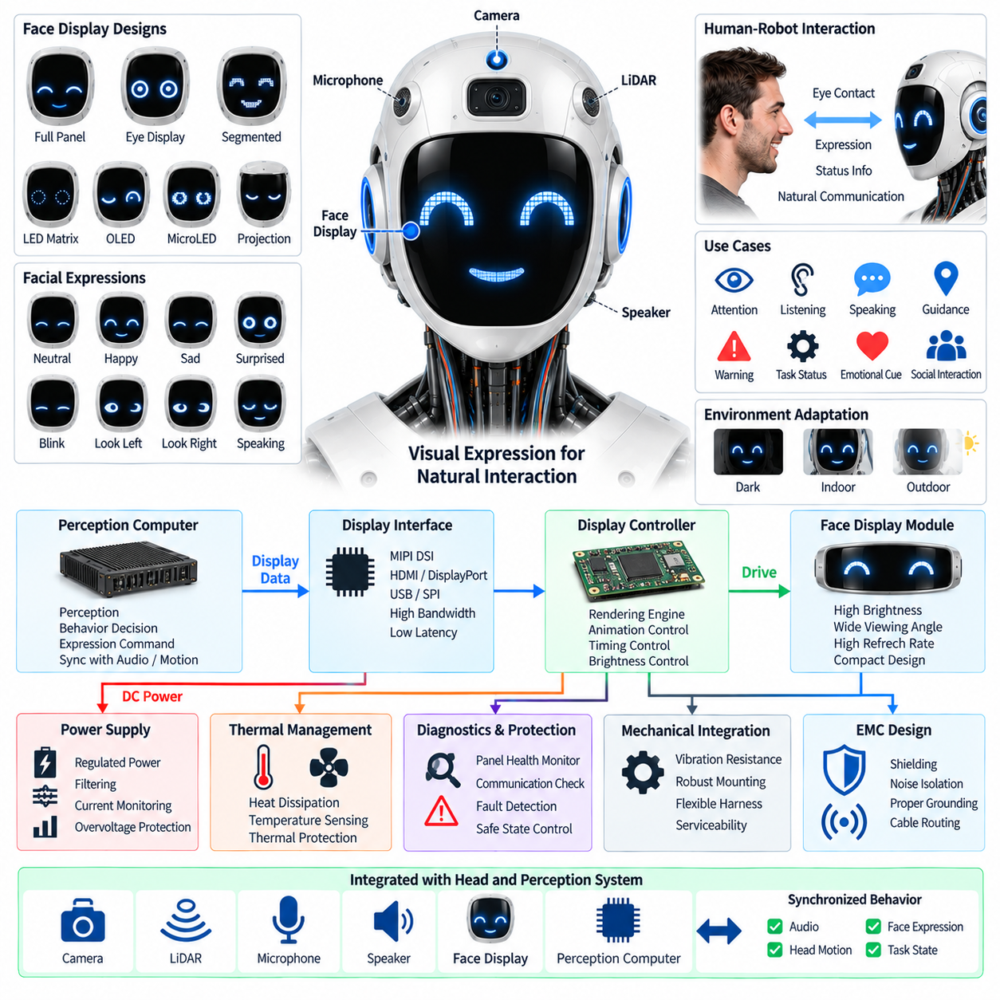 Face Display Designs
Full Panel
Eye Display
Segmented
LED Matrix
OLED
MicroLED
Projection
Facial Expressions
Neutral
Happy
Sad
Surprised
Blink
Look Left
Look Right
Speaking
Camera
Microphone
LiDAR
Face
Display
Speaker
Visual Expression for
Natural Interaction
Human-Robot Interaction
Eye Contact
Expression
Status Info
Natural Communication
Use Cases
Attention
Listening
Speaking
Guidance
Warning
Task Status
Emotional Cue
Social Interaction
Environment Adaptation
Dark
Indoor
Outdoor
Perception Computer
Perception
Behavior Decision
Expression Command
Sync with Audio / Motion
Display
Data
Display Interface
MIPI DSI
HDMI / DisplayPort
USB / SPI
High Bandwidth
Low Latency
Display Controller
Rendering Engine
Animation Control
Timing Control
Brightness Control
Drive
Face Display Module
High Brightness
Wide Viewing Angle
High Refrech Rate
Compact Design
DC Power
Power Supply
Regulated Power
Filtering
Current Monitoring
Overvoltage Protection
Thermal Management
Heat Dissipation
Temperature Sensing
Thermal Protection
Diagnostics & Protection
Panel Health Monitor
Communication Check
Fault Detection
Safe State Control
Mechanical Integration
Vibration Resistance
Robust Mounting
Flexible Harness
Serviceability
EMC Design
Shielding
Noise Isolation
Proper Grounding
Cable Routing
Integrated with Head and Perception System
Camera
LiDAR
Microphone
Speaker
Face Display
Perception Computer
Synchronized Behavior
Audio
Face Expression
Head Motion
Task State